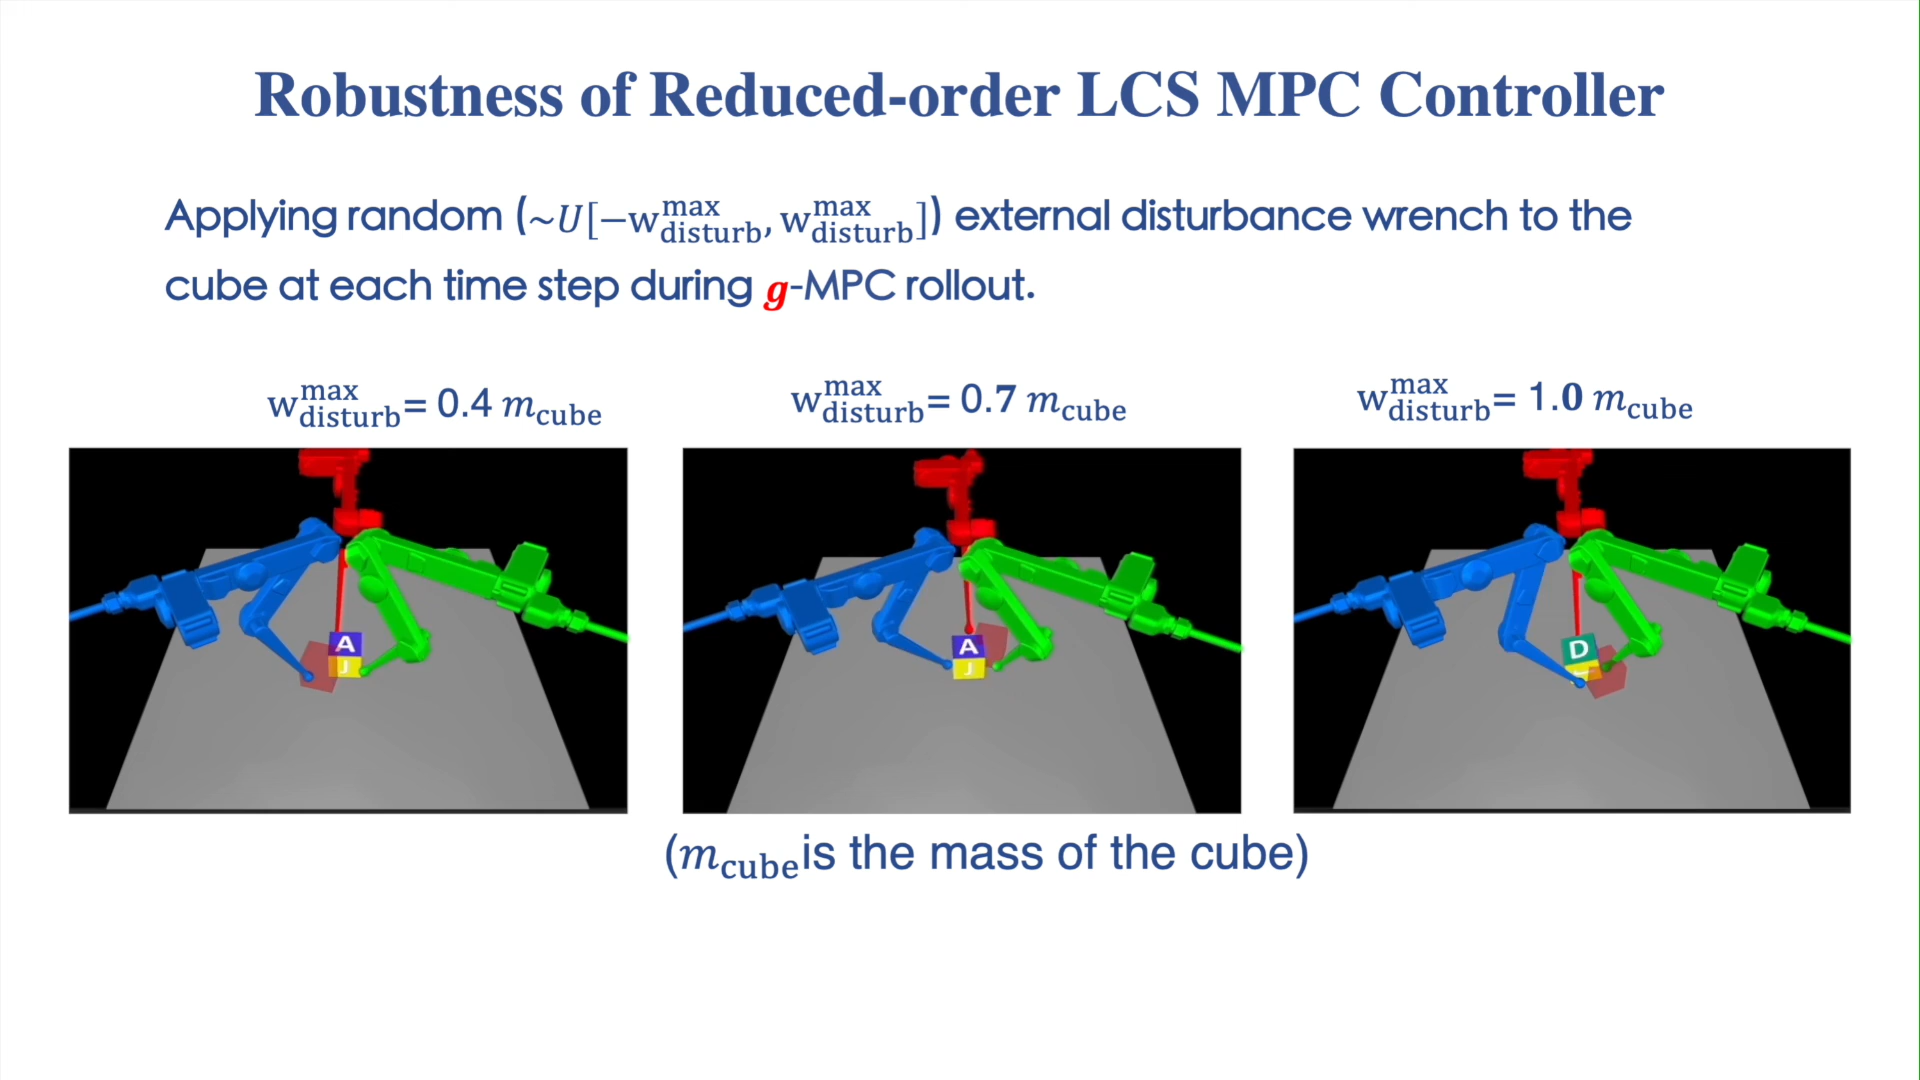 Robustness of Reduced-order LCS MPC Controller
Applying random (~U[−w_disturb^max, w_disturb^max]) external disturbance wrench to the
cube at each time step during g-MPC rollout.
w_disturb^max = 0.4 m_cube
w_disturb^max = 0.7 m_cube
w_disturb^max = 1.0 m_cube
A
J
A
J
D
(m_cube is the mass of the cube)